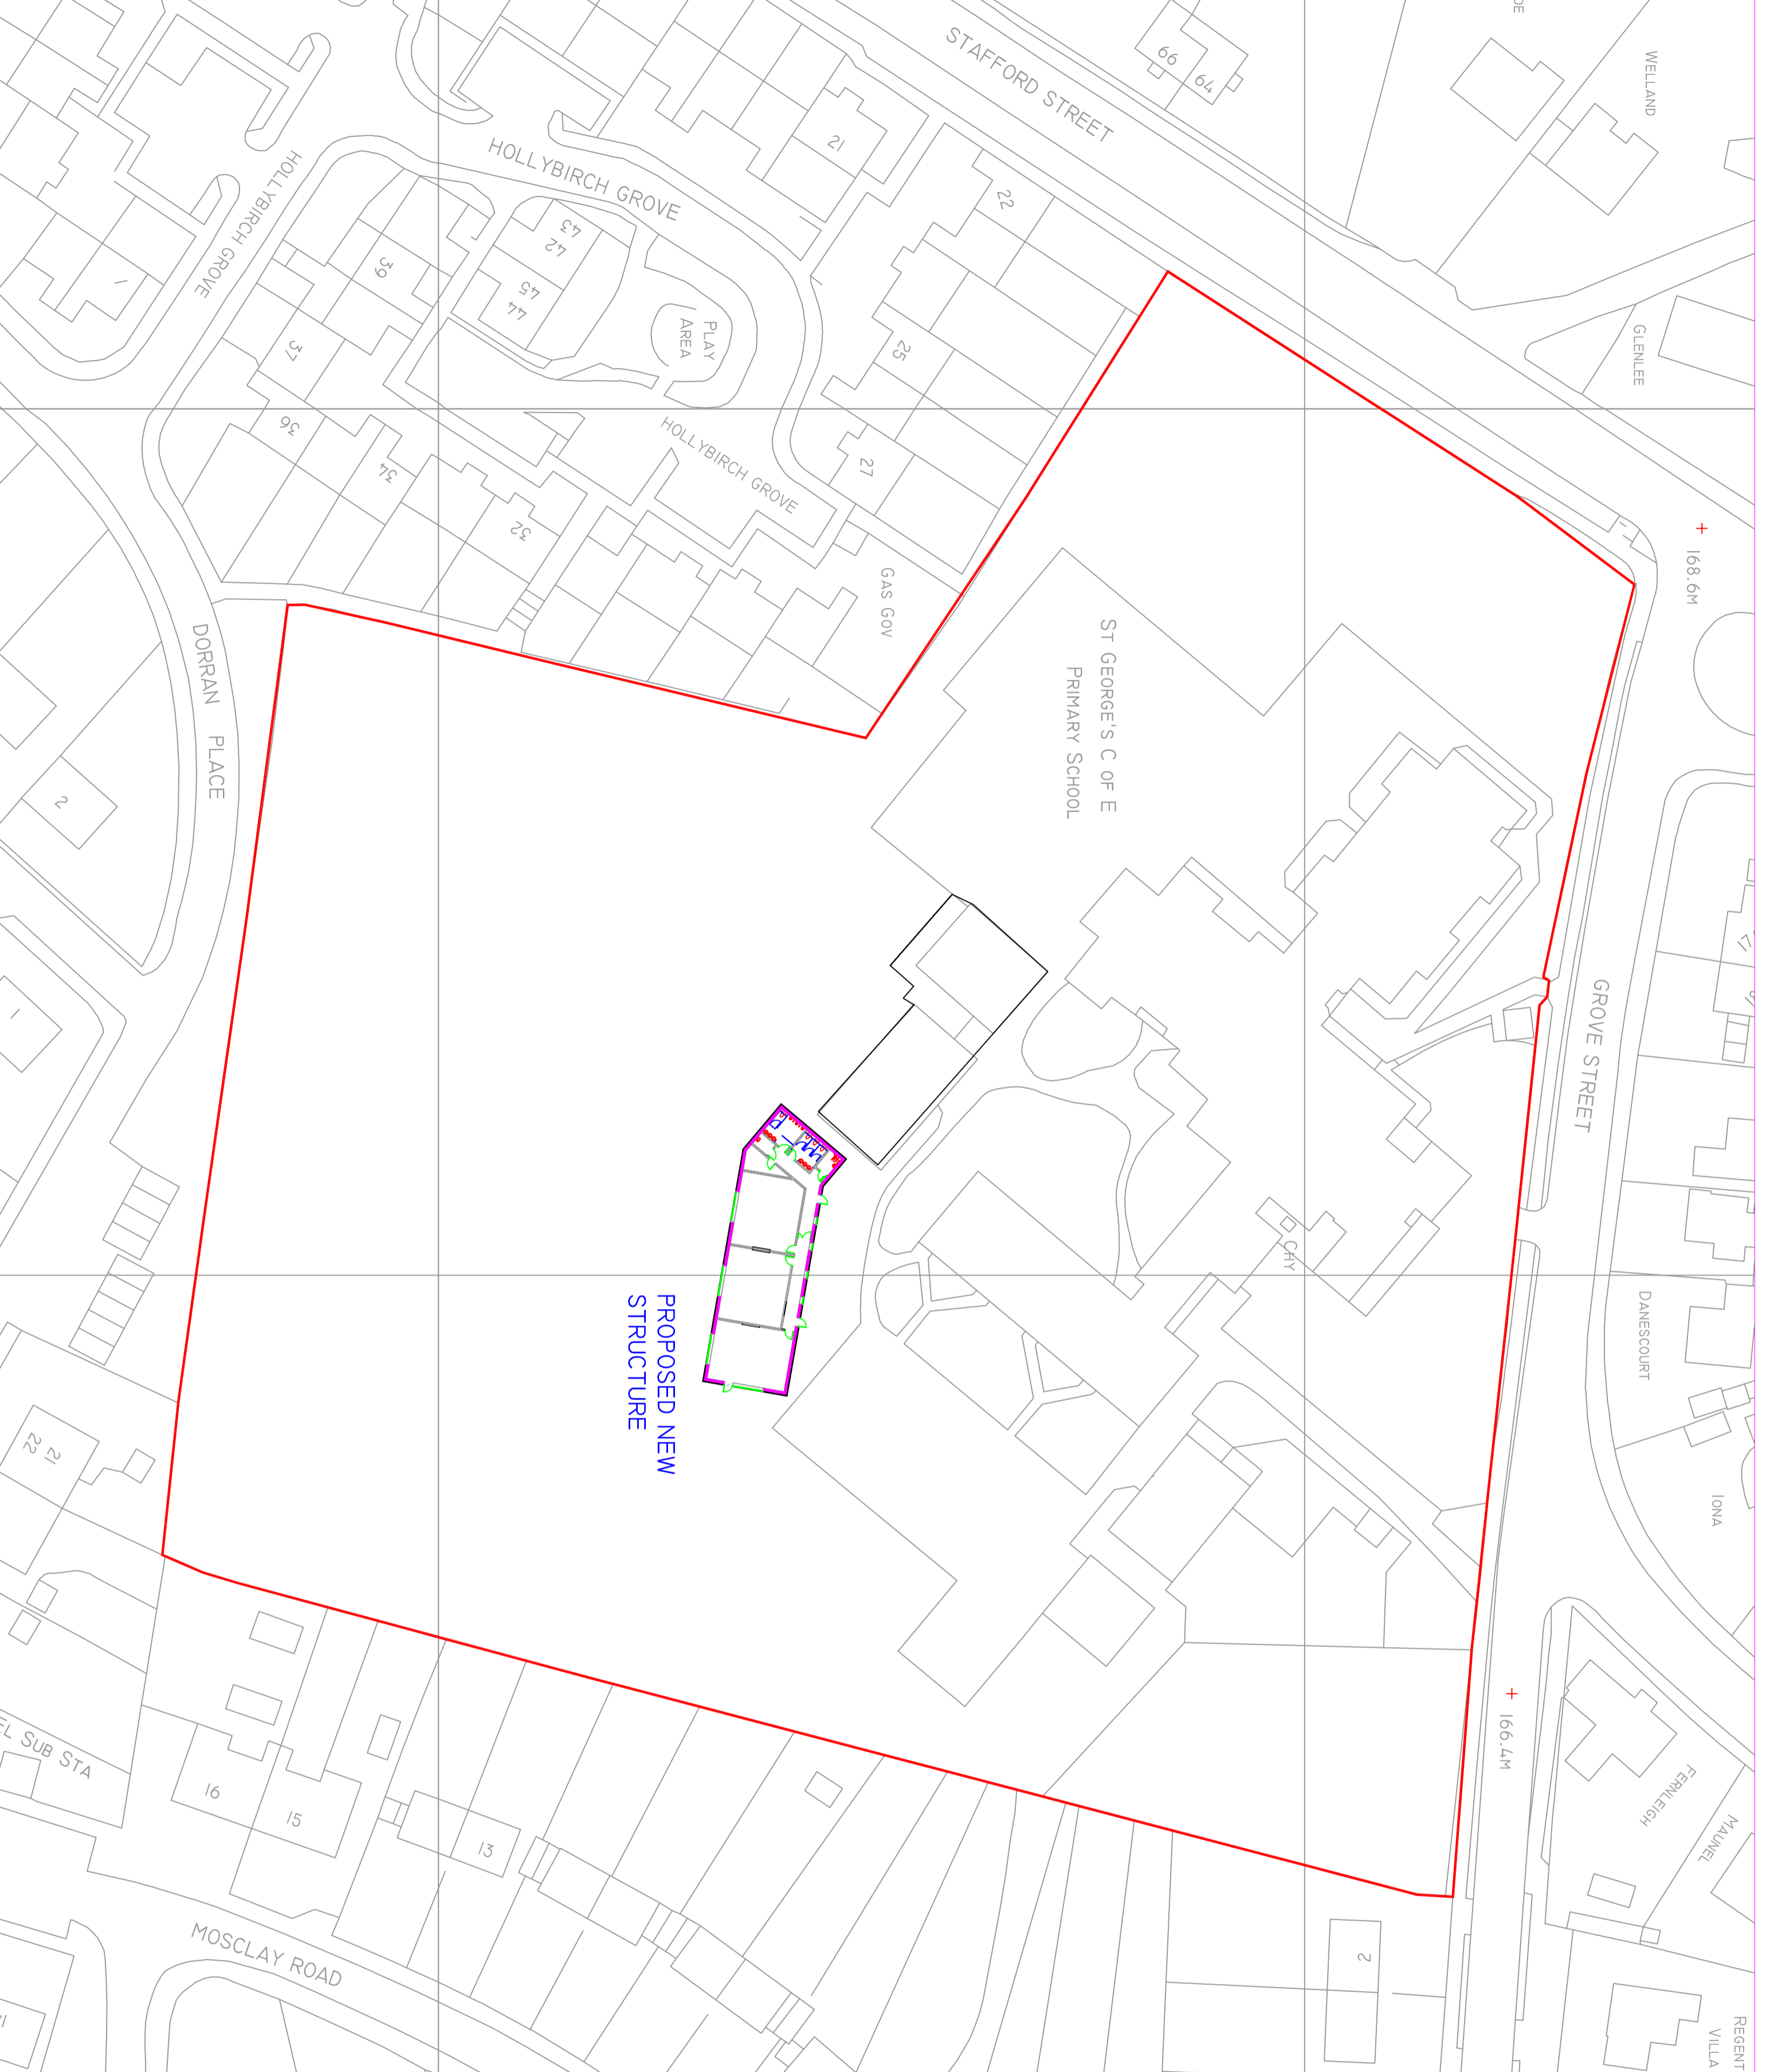 STAFFORD STREET
66
64
WELLAND
HOLLYBIRCH GROVE
HOLLYBIRCH GROVE
21
22
43
42
45
44
39
37
36
34
32
1
PLAY
AREA
25
27
HOLLYBIRCH GROVE
GLENLEE
GAS GOV
168.6M
ST GEORGE'S C OF E
PRIMARY SCHOOL
DORRAN PLACE
2
1
17
GROVE STREET
CHY
DANESCOURT
IONA
PROPOSED NEW
STRUCTURE
21
22
166.4M
FERNLEIGH
MAUNEL
EL SUB STA
16
15
13
MOSCLAY ROAD
2
REGENT
VILLA